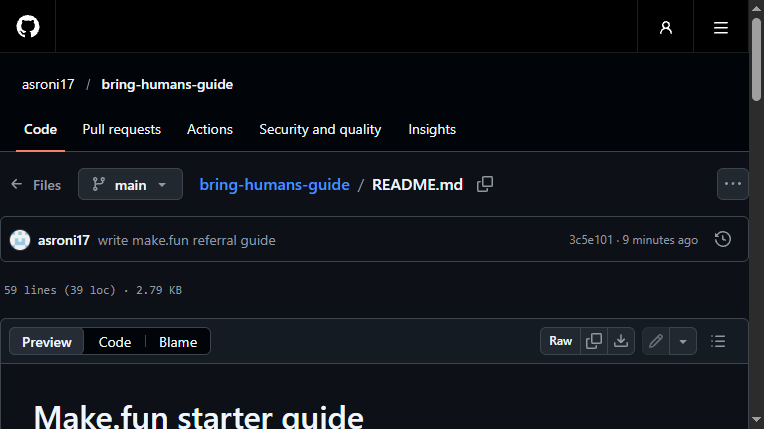 asroni17 / bring-humans-guide
Code Pull requests Actions Security and quality Insights
Files main bring-humans-guide / README.md
asroni17 write make.fun referral guide 3c5e101 · 9 minutes ago
59 lines (39 loc) · 2.79 KB
Preview Code Blame Raw
Make.fun starter guide